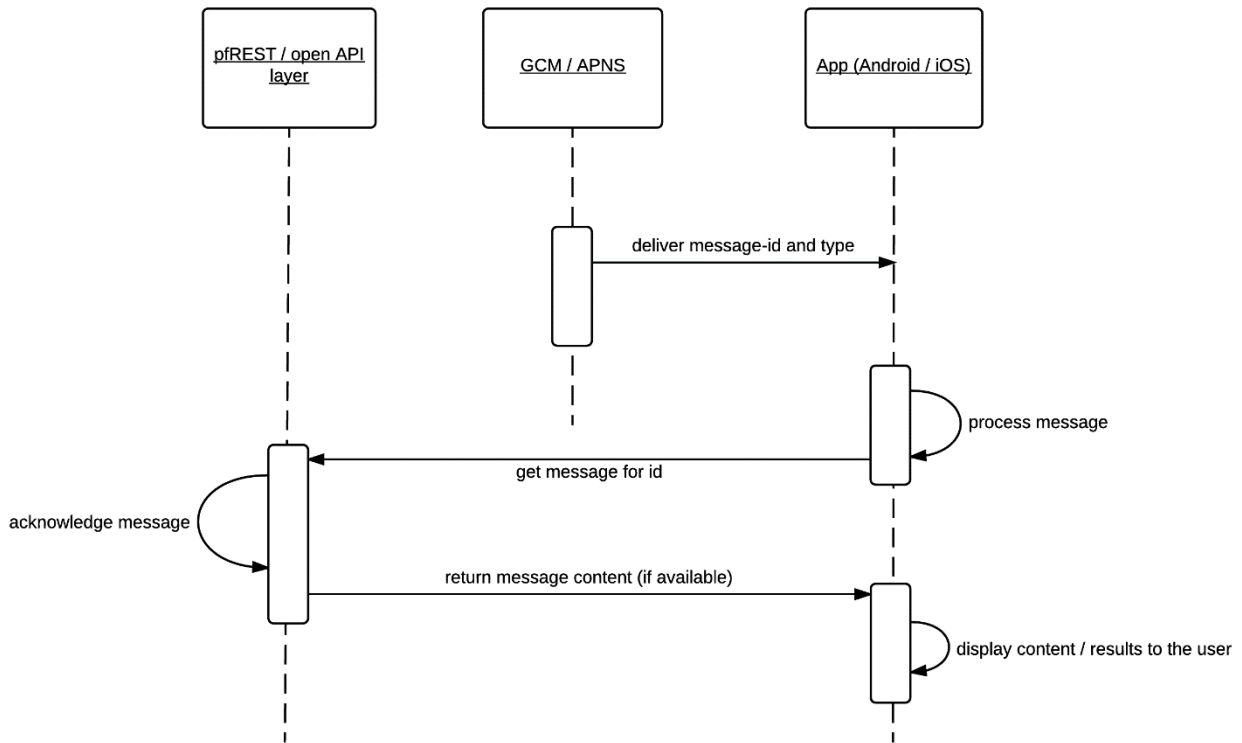 pfREST / open API
layer
GCM / APNS
App (Android / iOS)
deliver message-id and type
process message
get message for id
acknowledge message
return message content (if available)
display content / results to the user